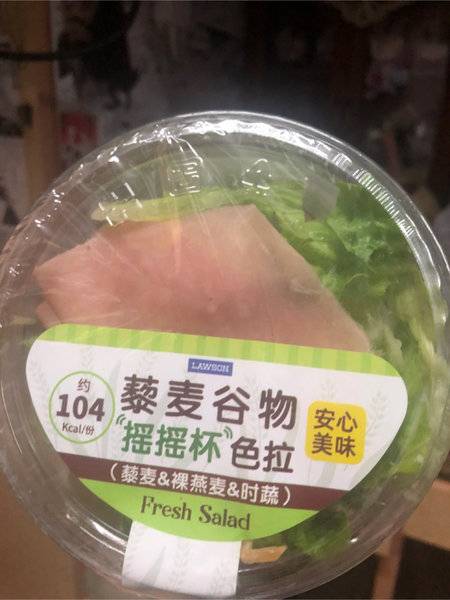 LAWSON
约
104
Kcal/份
藜麦谷物
“摇摇杯”色拉
安心
美味
（藜麦&裸燕麦&时蔬）
Fresh Salad